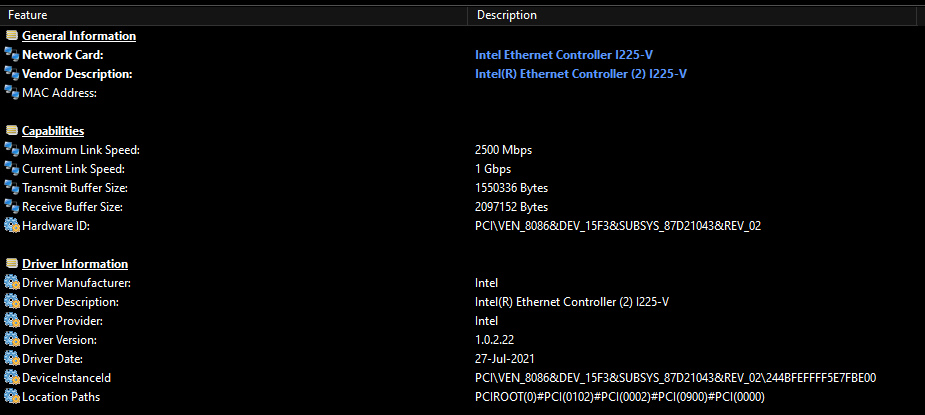 Feature Description
General Information
Network Card: Intel Ethernet Controller I225-V
Vendor Description: Intel(R) Ethernet Controller (2) I225-V
MAC Address:
Capabilities
Maximum Link Speed: 2500 Mbps
Current Link Speed: 1 Gbps
Transmit Buffer Size: 1550336 Bytes
Receive Buffer Size: 2097152 Bytes
Hardware ID: PCI\VEN_8086&DEV_15F3&SUBSYS_87D21043&REV_02
Driver Information
Driver Manufacturer: Intel
Driver Description: Intel(R) Ethernet Controller (2) I225-V
Driver Provider: Intel
Driver Version: 1.0.2.22
Driver Date: 27-Jul-2021
DeviceInstanceId PCI\VEN_8086&DEV_15F3&SUBSYS_87D21043&REV_02\244BFEFFFF5E7FBE00
Location Paths PCIROOT(0)#PCI(0102)#PCI(0002)#PCI(0900)#PCI(0000)